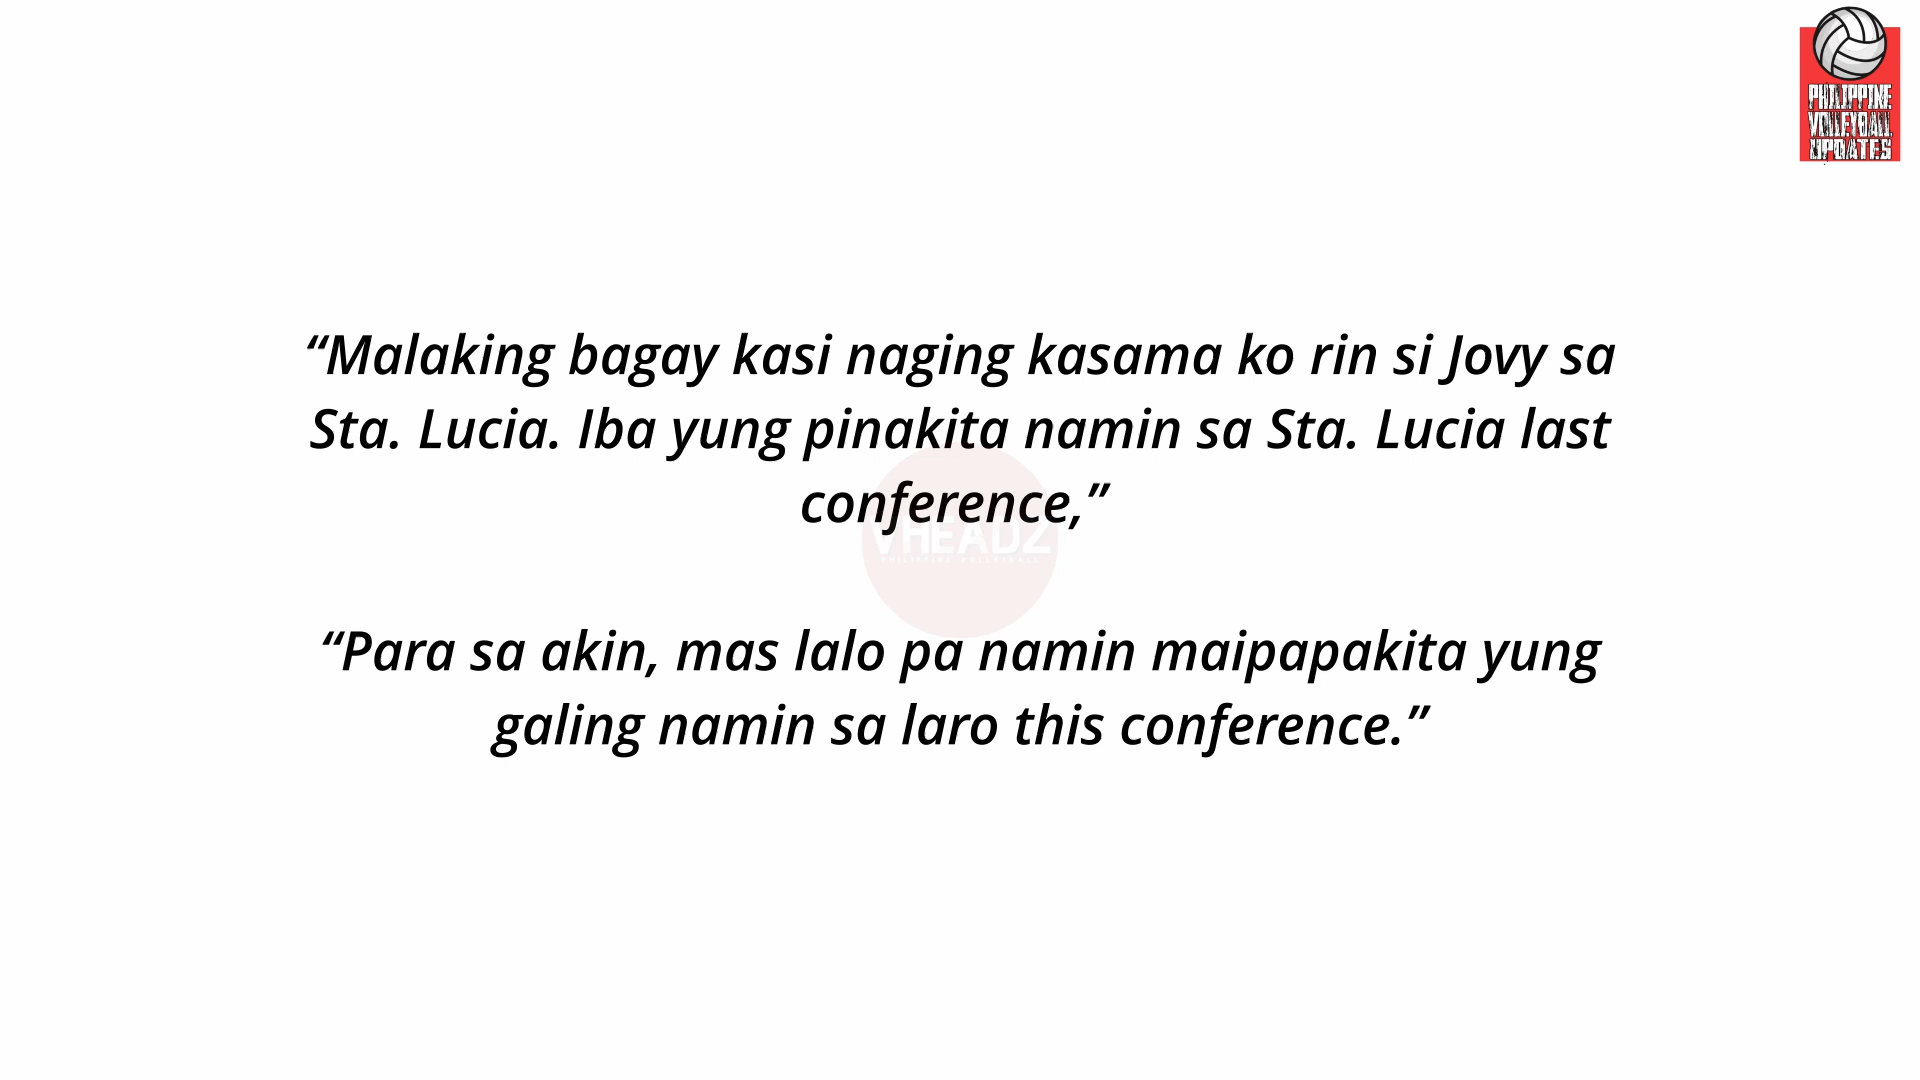 PHILIPPINE
VOLLEYBALL
UPDATES
“Malaking bagay kasi naging kasama ko rin si Jovy sa
Sta. Lucia. Iba yung pinakita namin sa Sta. Lucia last
conference,”
VHEADZ
“Para sa akin, mas lalo pa namin maipapakita yung
galing namin sa laro this conference.”